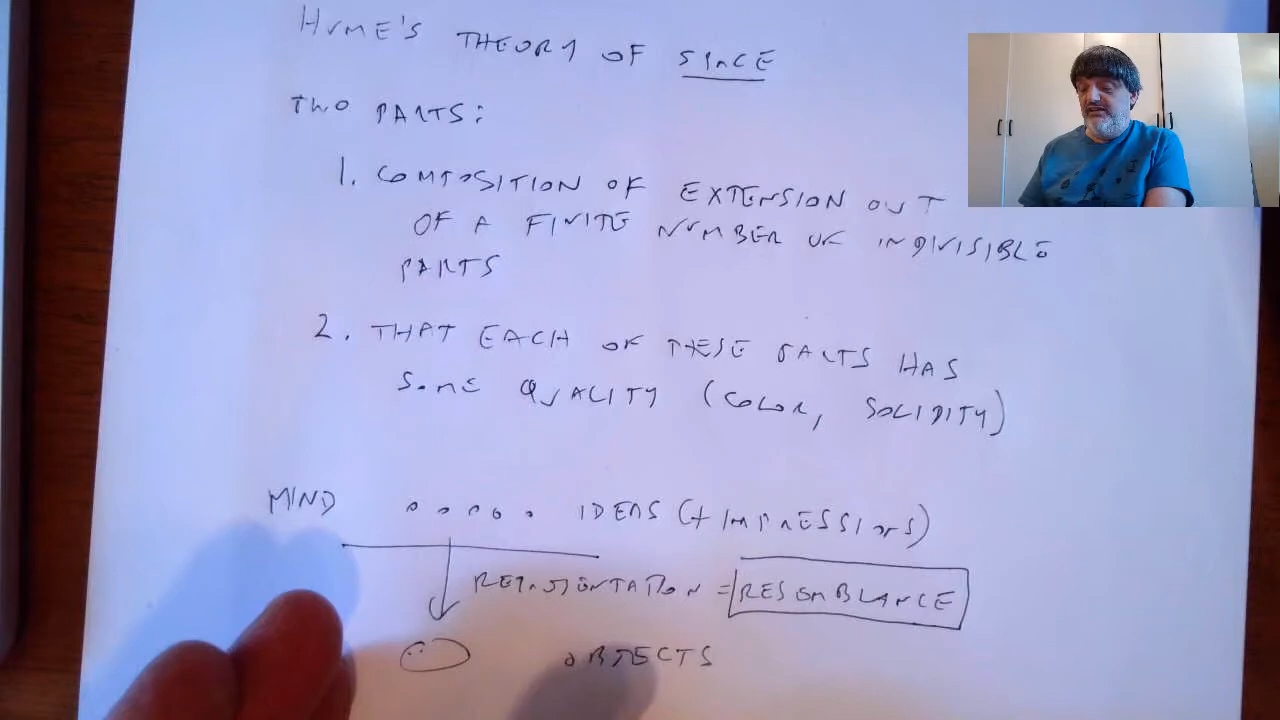 HUME'S THEORY OF SPACE
TWO PARTS:
1. COMPOSITION OF EXTENSION OUT
OF A FINITE NUMBER OF INDIVISIBLE
PARTS
2. THAT EACH OF THESE PARTS HAS
SOME QUALITY (COLOR, SOLIDITY)
MIND IDEAS (+ IMPRESSIONS)
REPRESENTATION = RESEMBLANCE
OBJECTS